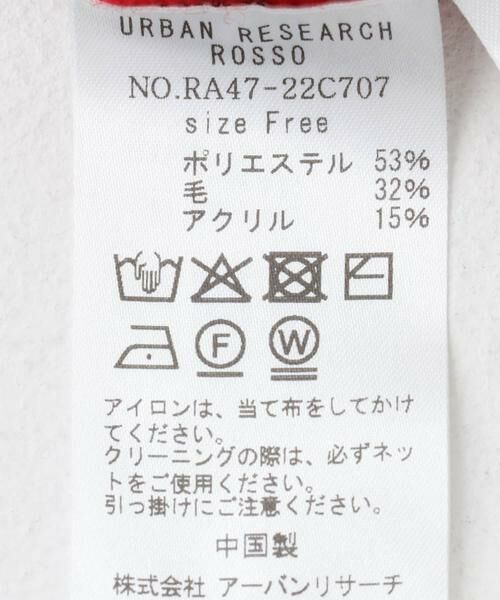 URBAN RESEARCH
ROSSO
NO.RA47-22C707
size Free
ポリエステル 53%
毛 32%
アクリル 15%
F W
アイロンは、当て布をしてかけ
てください。
クリーニングの際は、必ずネッ
トをご使用ください。
引っ掛けにご注意ください。
中国製
株式会社 アーバンリサーチ